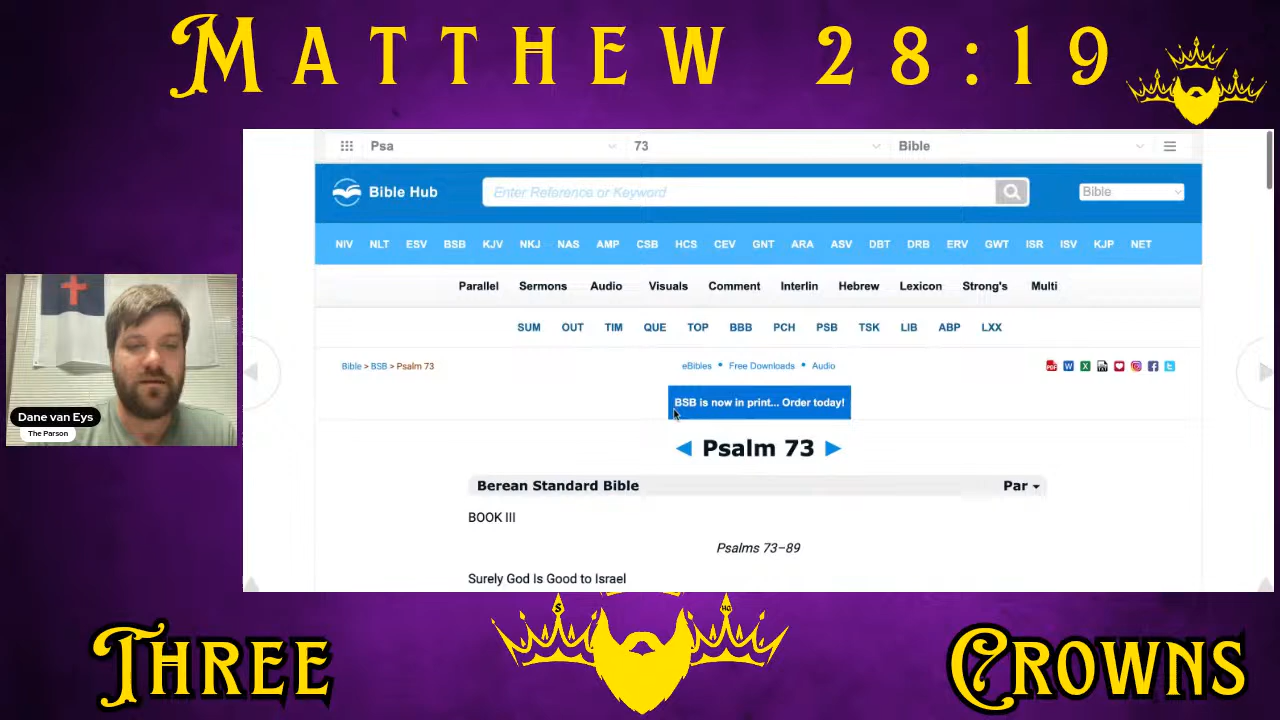 MATTHEW 28:19
Psa 73 Bible
Bible Hub Enter Reference or Keyword Bible
NIV NLT ESV BSB KJV NKJ NAS AMP CSB HCS CEV GNT ARA ASV DBT DRB ERV GWT ISR ISV KJP NET
Parallel Sermons Audio Visuals Comment Interlin Hebrew Lexicon Strong's Multi
SUM OUT TIM QUE TOP BBB PCH PSB TSK LIB ABP LXX
Bible > BSB > Psalm 73 eBibles • Free Downloads • Audio
BSB is now in print... Order today!
Dane van Eys
The Parson
◄ Psalm 73 ►
Berean Standard Bible Par
BOOK III
Psalms 73–89
Surely God Is Good to Israel
S HG
THREE CROWNS